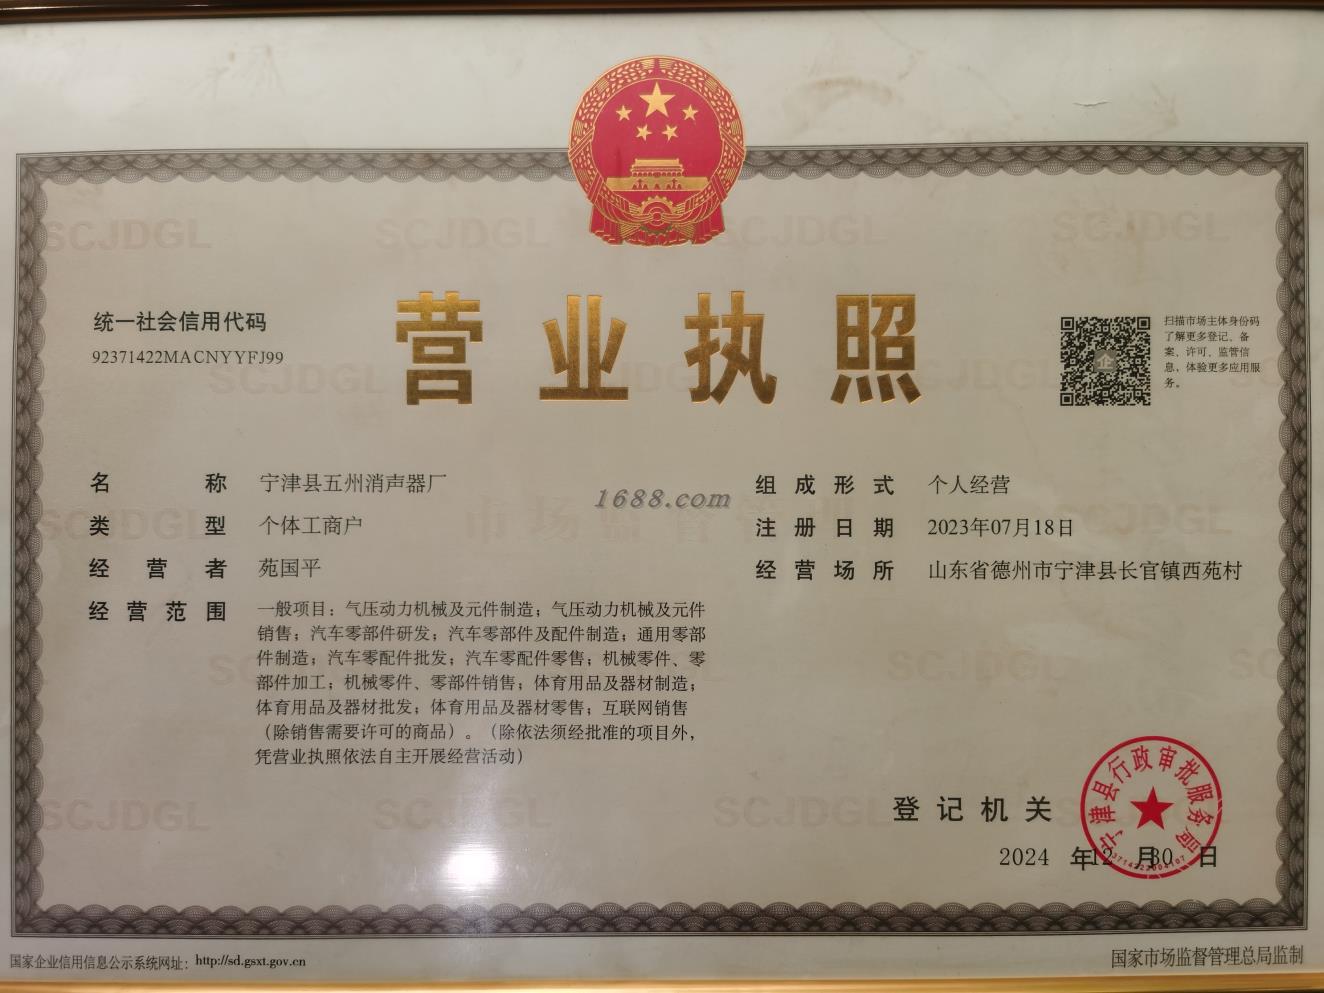 营业执照
统一社会信用代码
92371422MACNYYFJ99
扫描市场主体身份码
了解更多登记、备
案、许可、监管信
息，体验更多应用服
务。
名称 宁津县五州消声器厂
类型 个体工商户
经营者 苑国平
经营范围 一般项目：气压动力机械及元件制造；气压动力机械及元件
销售；汽车零部件研发；汽车零部件及配件制造；通用零部
件制造；汽车零配件批发；汽车零配件零售；机械零件、零
部件加工；机械零件、零部件销售；体育用品及器材制造；
体育用品及器材批发；体育用品及器材零售；互联网销售
（除销售需要许可的商品）。（除依法须经批准的项目外，
凭营业执照依法自主开展经营活动）
1688.com
组成形式 个人经营
注册日期 2023年07月18日
经营场所 山东省德州市宁津县长官镇西苑村
登记机关
宁津县行政审批服务局
2024 年12 月30 日
国家企业信用信息公示系统网址：http://sd.gsxt.gov.cn
国家市场监督管理总局监制
SCJDGL
市场监督管理